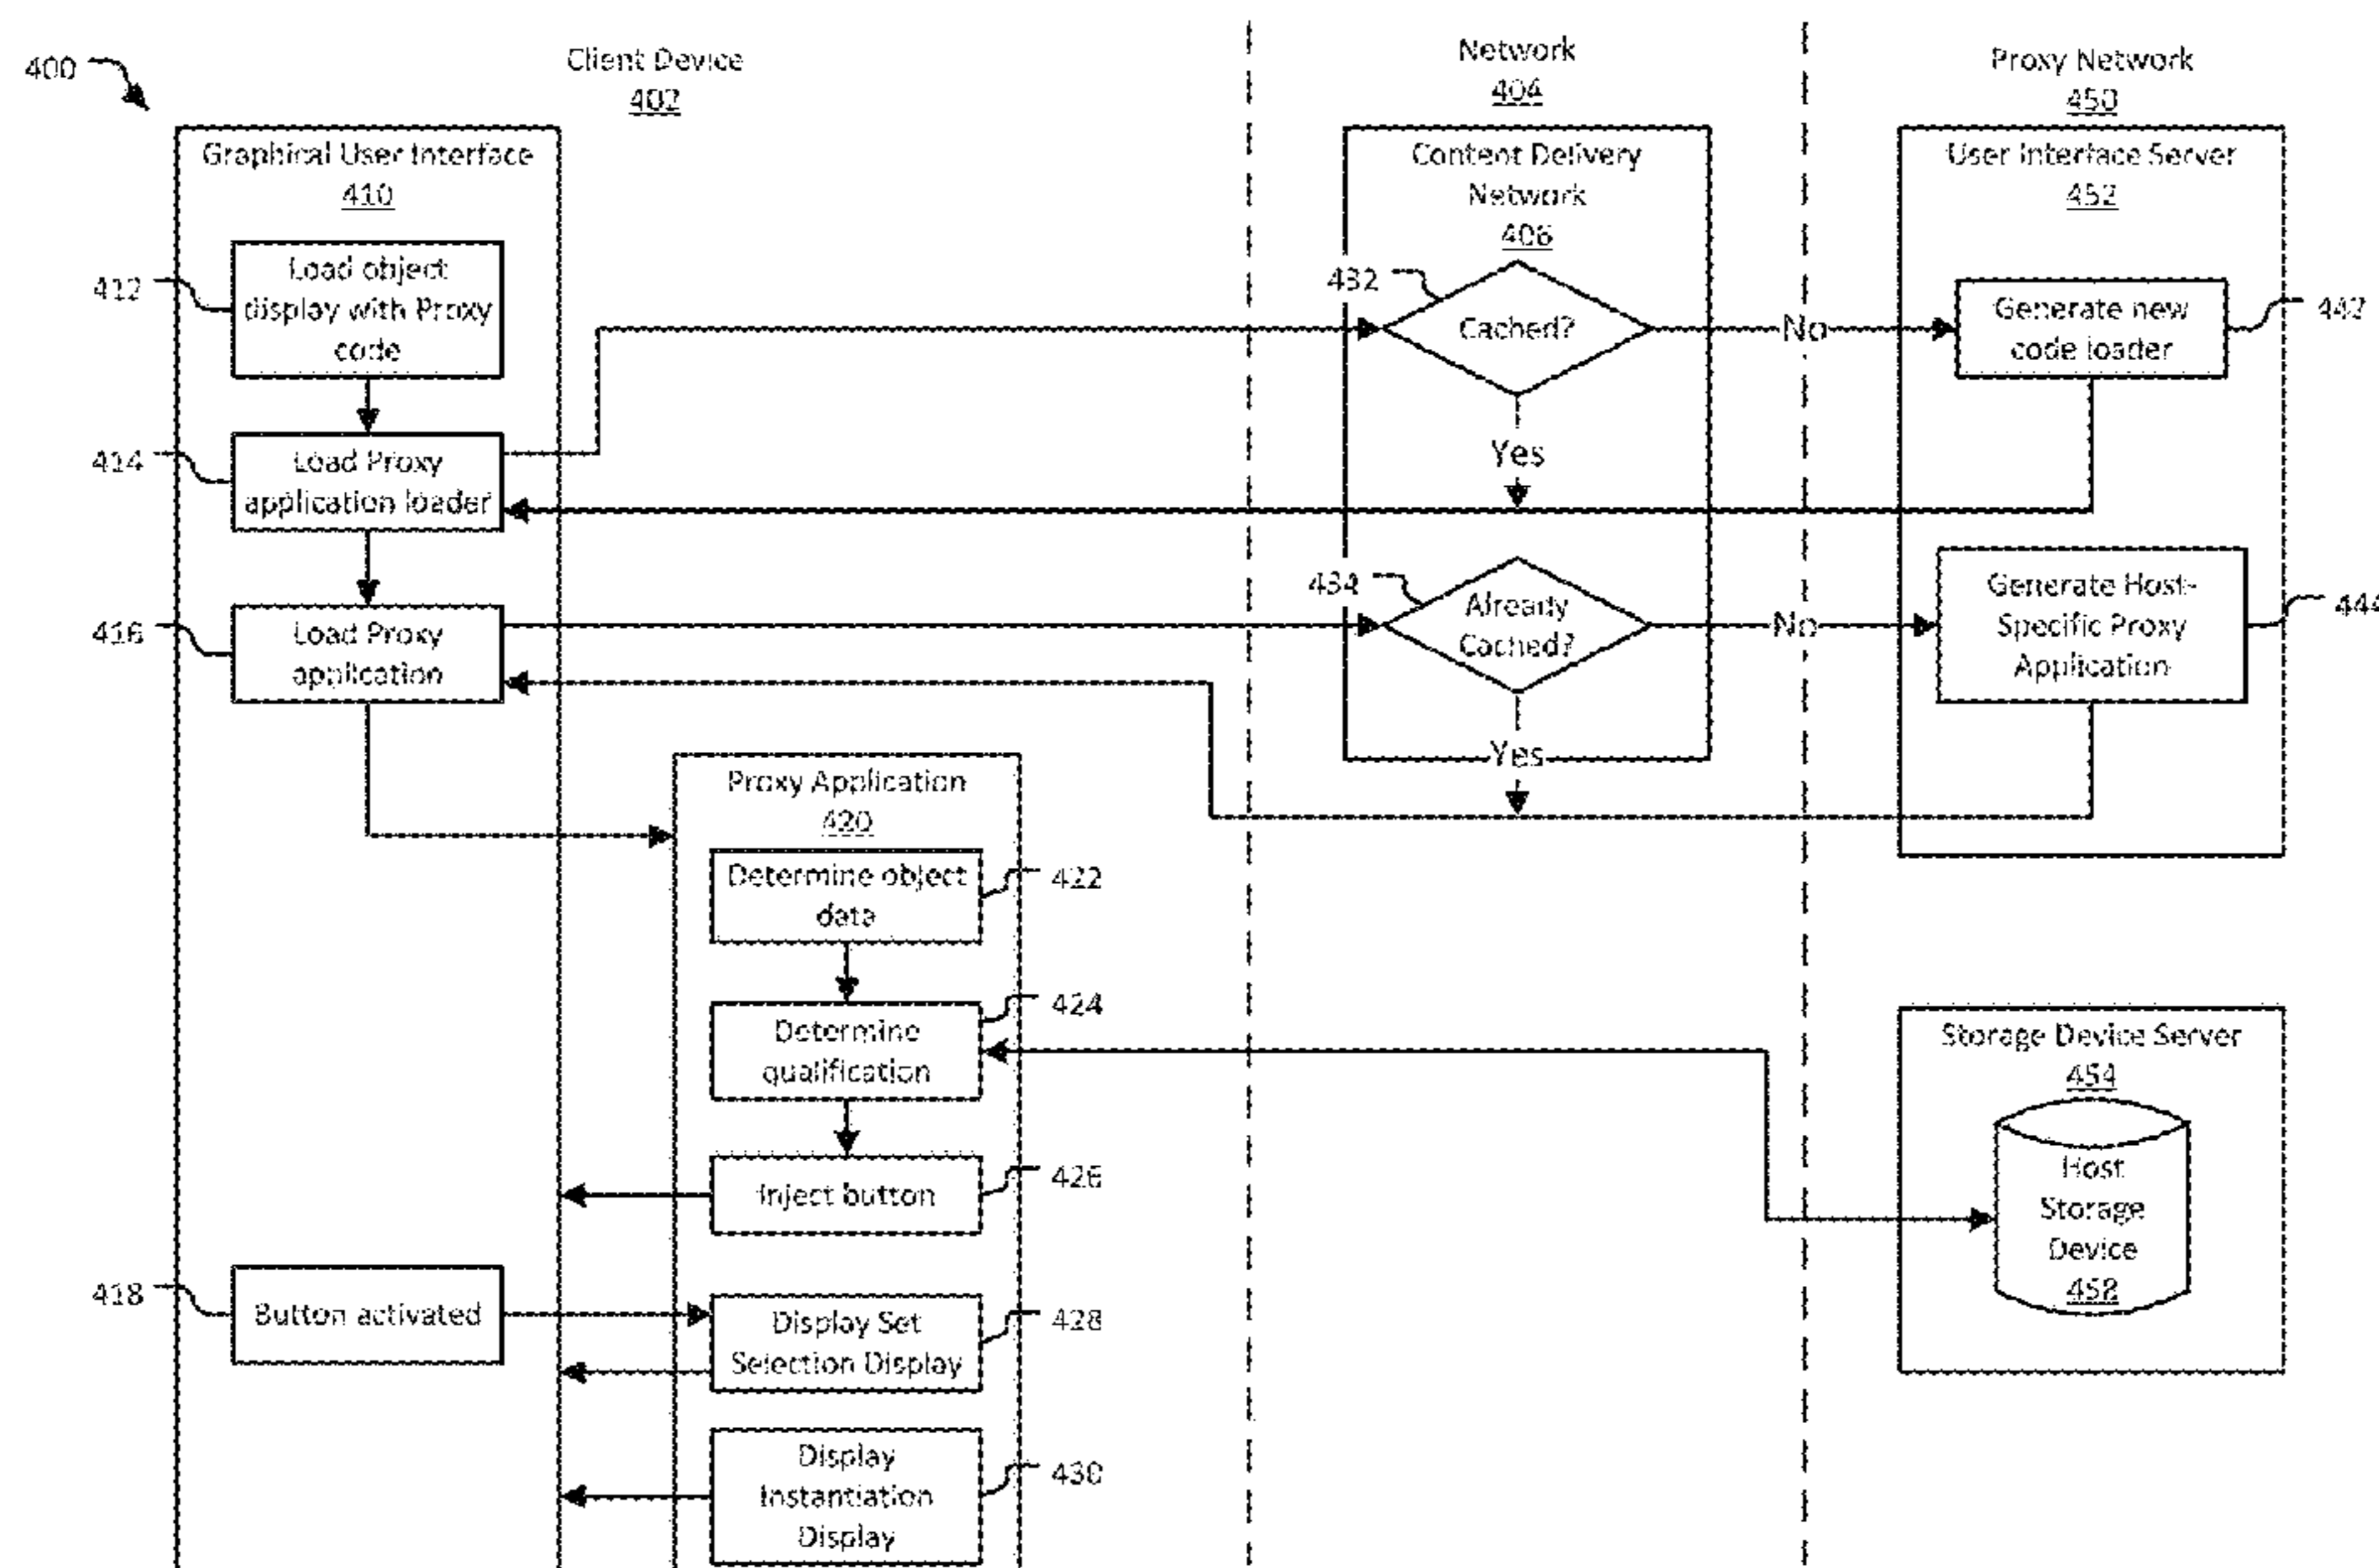 400
Client Device
402
Network
404
Proxy Network
450
Graphical User Interface
410
Content Delivery
Network
406
User Interface Server
452
412
Load object
display with Proxy
code
432
Cached?
No
Generate new
code loader
442
Yes
414
Load Proxy
application loader
434
Already
Cached?
No
Generate Host-
Specific Proxy
Application
444
416
Load Proxy
application
Yes
Proxy Application
420
Determine object
data
422
Determine
qualification
424
Inject button
426
Storage Device Server
454
Host
Storage
Device
458
418
Button activated
Display Set
Selection Display
428
Display
Instantiation
Display
430